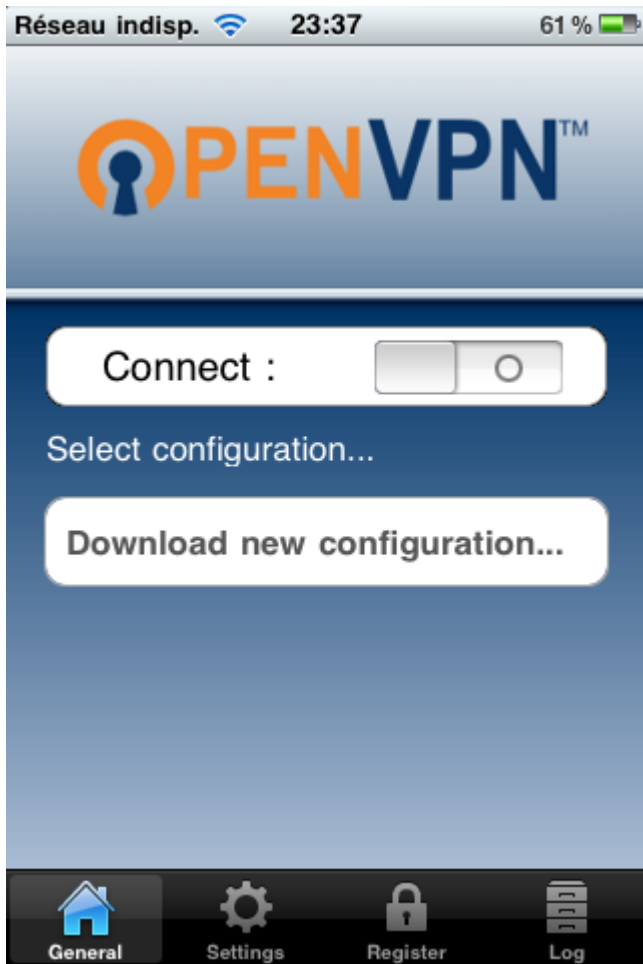 Réseau indisp. 23:37 61 %
OPENVPN™
Connect :
Select configuration...
Download new configuration...
General Settings Register Log